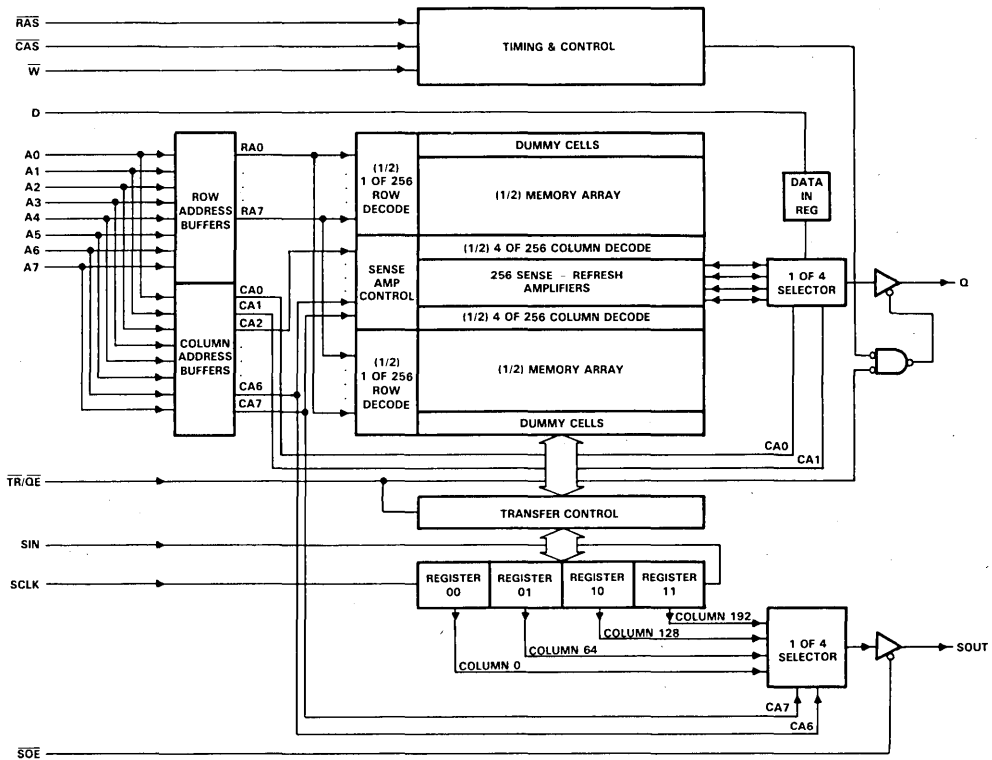 R̅A̅S̅
C̅A̅S̅
W̅
TIMING & CONTROL
D
A0
A1
A2
A3
A4
A5
A6
A7
ROW
ADDRESS
BUFFERS
COLUMN
ADDRESS
BUFFERS
RA0
RA7
CA0
CA1
CA2
CA6
CA7
(1/2)
1 OF 256
ROW
DECODE
SENSE
AMP
CONTROL
(1/2)
1 OF 256
ROW
DECODE
DUMMY CELLS
(1/2) MEMORY ARRAY
(1/2) 4 OF 256 COLUMN DECODE
256 SENSE – REFRESH
AMPLIFIERS
(1/2) 4 OF 256 COLUMN DECODE
(1/2) MEMORY ARRAY
DUMMY CELLS
DATA
IN
REG
1 OF 4
SELECTOR
Q
CA0
CA1
T̅R̅/Q̅E̅
TRANSFER CONTROL
SIN
SCLK
REGISTER
00
REGISTER
01
REGISTER
10
REGISTER
11
COLUMN 192
COLUMN 128
COLUMN 64
COLUMN 0
1 OF 4
SELECTOR
SOUT
CA7
CA6
S̅O̅E̅